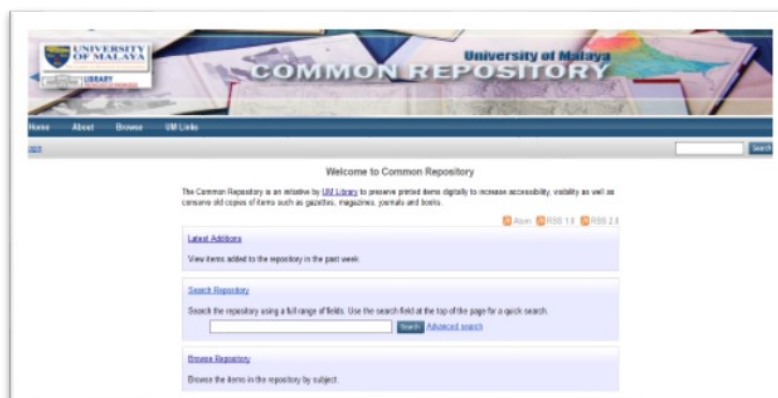 UNIVERSITY
OF MALAYA
LIBRARY
University of Malaya
COMMON REPOSITORY
Home About Browse UM Links
Login
Search
Welcome to Common Repository
The Common Repository is an initiative by UM Library to preserve printed items digitally to increase accessibility, visibility as well as
conserve old copies of items such as gazettes, magazines, journals and books.
Atom RSS 1.0 RSS 2.0
Latest Additions
View items added to the repository in the past week.
Search Repository
Search the repository using a full range of fields. Use the search field at the top of the page for a quick search.
Search Advanced search
Browse Repository
Browse the items in the repository by subject.